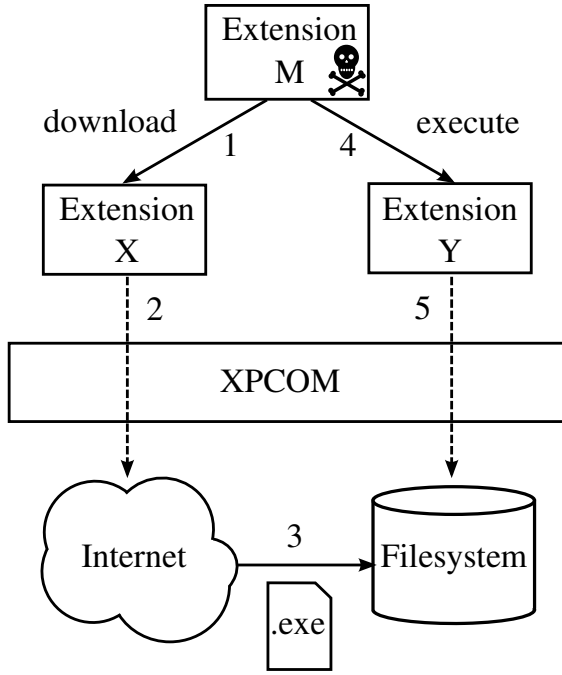 Extension
M
download
1
4
execute
Extension
X
Extension
Y
2
5
XPCOM
Internet
3
Filesystem
.exe